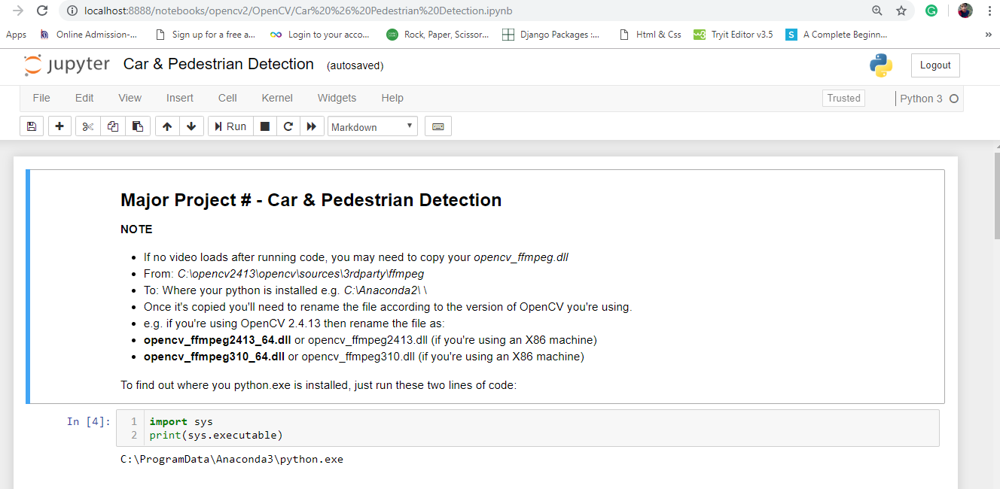 localhost:8888/notebooks/opencv2/OpenCV/Car%20%26%20Pedestrian%20Detection.ipynb
Apps Online Admission-... Sign up for a free a... Login to your acco... Rock, Paper, Scissor... Django Packages :... Html & Css Tryit Editor v3.5 A Complete Beginn... »
jupyter Car & Pedestrian Detection (autosaved) Logout
File Edit View Insert Cell Kernel Widgets Help Trusted Python 3
Run Markdown
Major Project # - Car & Pedestrian Detection
NOTE
• If no video loads after running code, you may need to copy your opencv_ffmpeg.dll
• From: C:\opencv2413\opencv\sources\3rdparty\ffmpeg
• To: Where your python is installed e.g. C:\Anaconda2\ \
• Once it's copied you'll need to rename the file according to the version of OpenCV you're using.
• e.g. if you're using OpenCV 2.4.13 then rename the file as:
• opencv_ffmpeg2413_64.dll or opencv_ffmpeg2413.dll (if you're using an X86 machine)
• opencv_ffmpeg310_64.dll or opencv_ffmpeg310.dll (if you're using an X86 machine)
To find out where you python.exe is installed, just run these two lines of code:
In [4]: 1 import sys
2 print(sys.executable)
C:\ProgramData\Anaconda3\python.exe